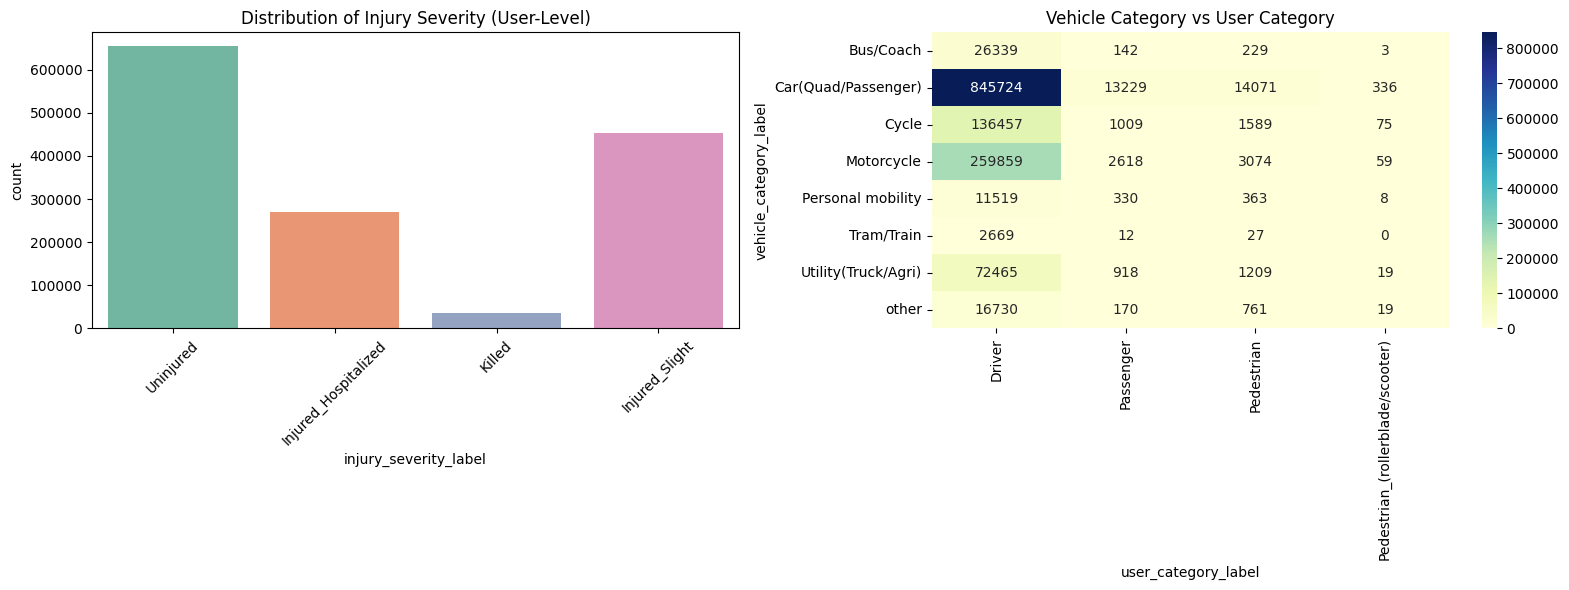 Distribution of Injury Severity (User-Level)
count
600000
500000
400000
300000
200000
100000
0
Uninjured
Injured_Hospitalized
Killed
Injured_Slight
injury_severity_label
Vehicle Category vs User Category
vehicle_category_label
Bus/Coach 26339 142 229 3
Car(Quad/Passenger) 845724 13229 14071 336
Cycle 136457 1009 1589 75
Motorcycle 259859 2618 3074 59
Personal mobility 11519 330 363 8
Tram/Train 2669 12 27 0
Utility(Truck/Agri) 72465 918 1209 19
other 16730 170 761 19
Driver
Passenger
Pedestrian
Pedestrian_(rollerblade/scooter)
user_category_label
800000
700000
600000
500000
400000
300000
200000
100000
0